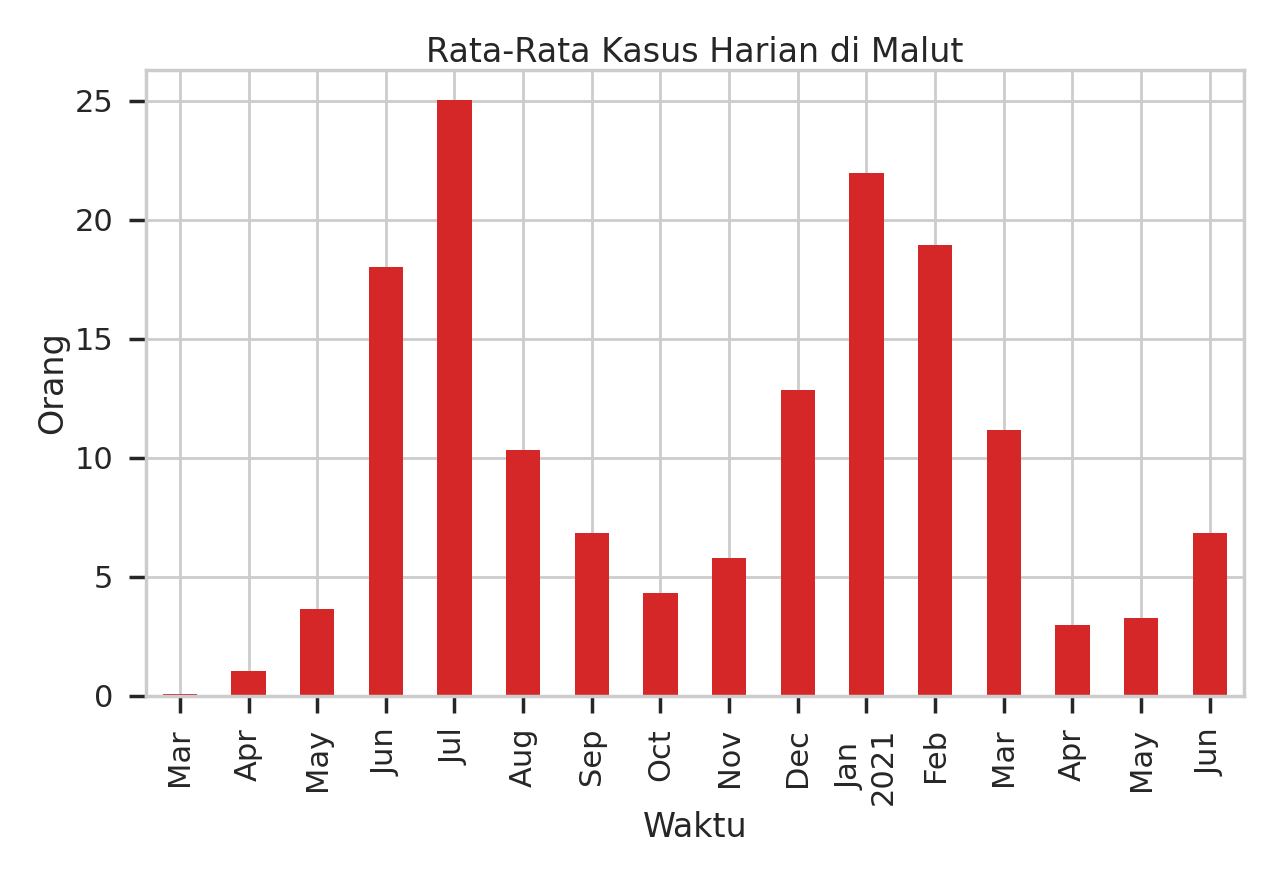 Rata-Rata Kasus Harian di Malut
25
20
15
10
5
0
Orang
Mar
Apr
May
Jun
Jul
Aug
Sep
Oct
Nov
Dec
Jan
2021
Feb
Mar
Apr
May
Jun
Waktu